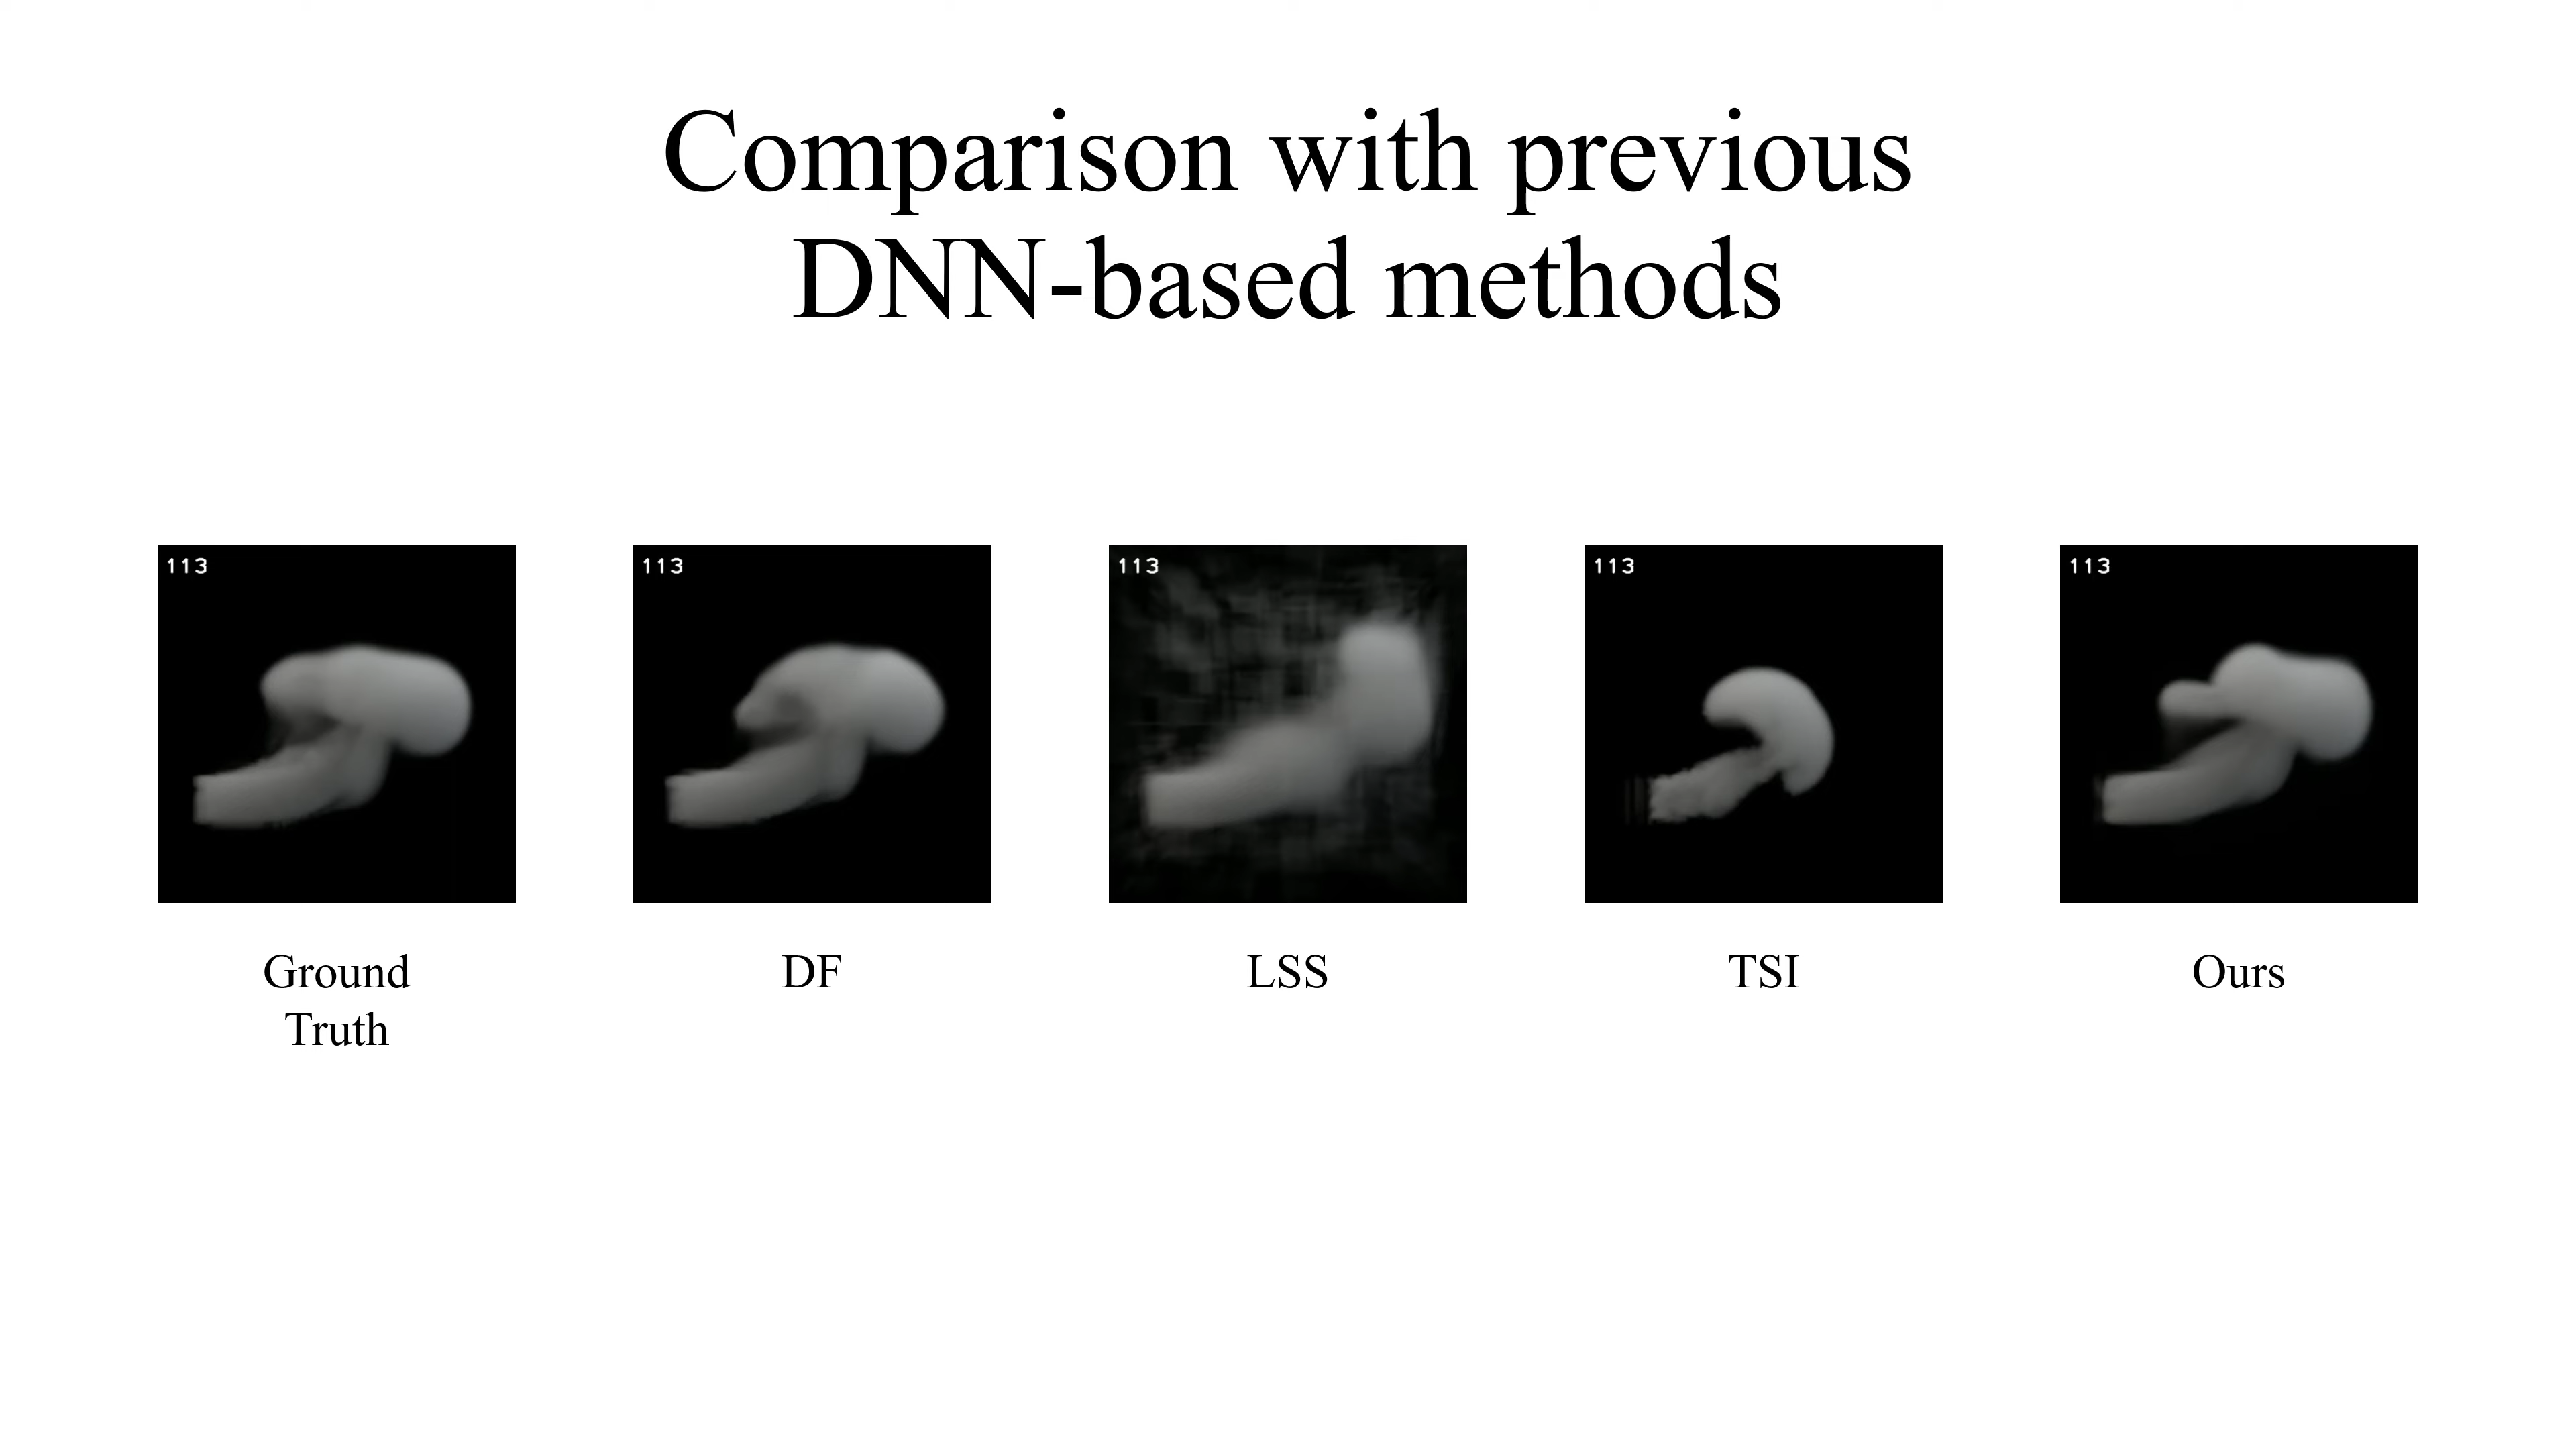 Comparison with previous
DNN-based methods
113
113
113
113
113
Ground
Truth
DF
LSS
TSI
Ours